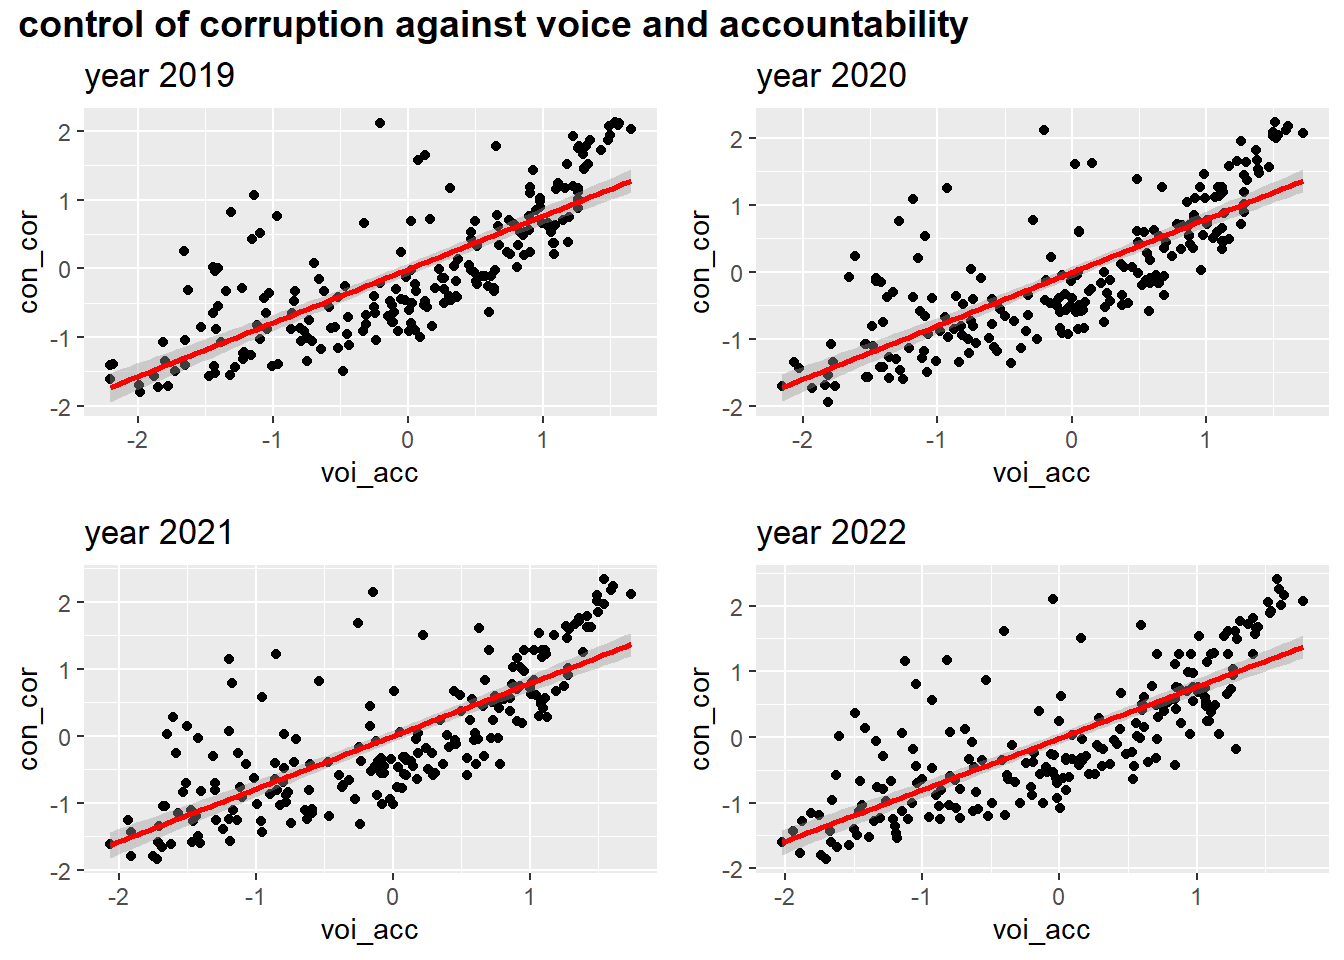 control of corruption against voice and accountability
year 2019
con_cor
2
1
0
-1
-2
-2
-1
0
1
voi_acc
year 2020
con_cor
2
1
0
-1
-2
-2
-1
0
1
voi_acc
year 2021
con_cor
2
1
0
-1
-2
-2
-1
0
1
voi_acc
year 2022
con_cor
2
1
0
-1
-2
-2
-1
0
1
voi_acc